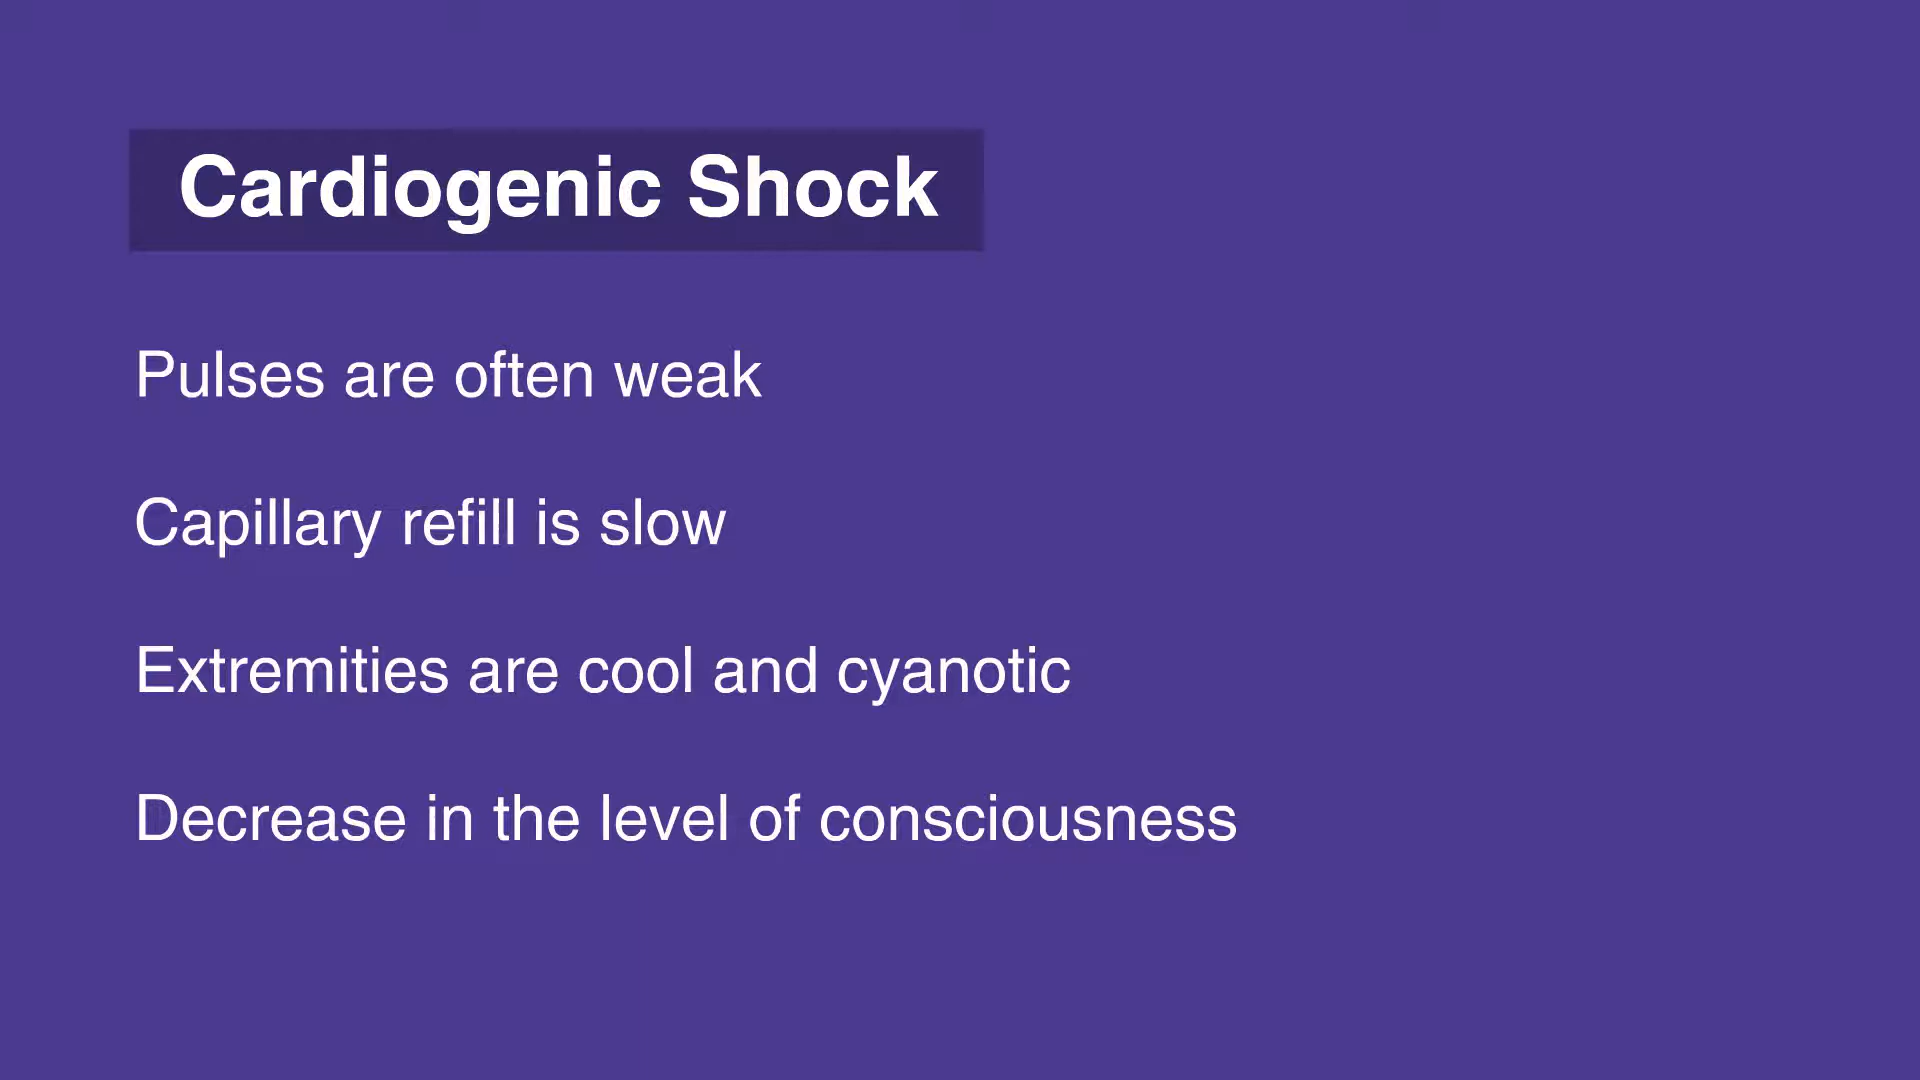 Cardiogenic Shock
Pulses are often weak
Capillary refill is slow
Extremities are cool and cyanotic
Decrease in the level of consciousness